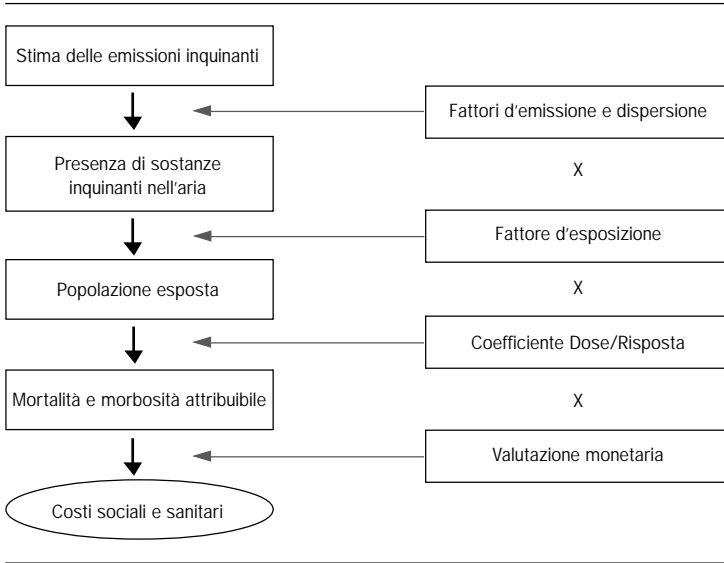 Stima delle emissioni inquinanti
Fattori d'emissione e dispersione
Presenza di sostanze
inquinanti nell'aria
X
Fattore d'esposizione
Popolazione esposta
X
Coefficiente Dose/Risposta
Mortalità e morbosità attribuibile
X
Valutazione monetaria
Costi sociali e sanitari